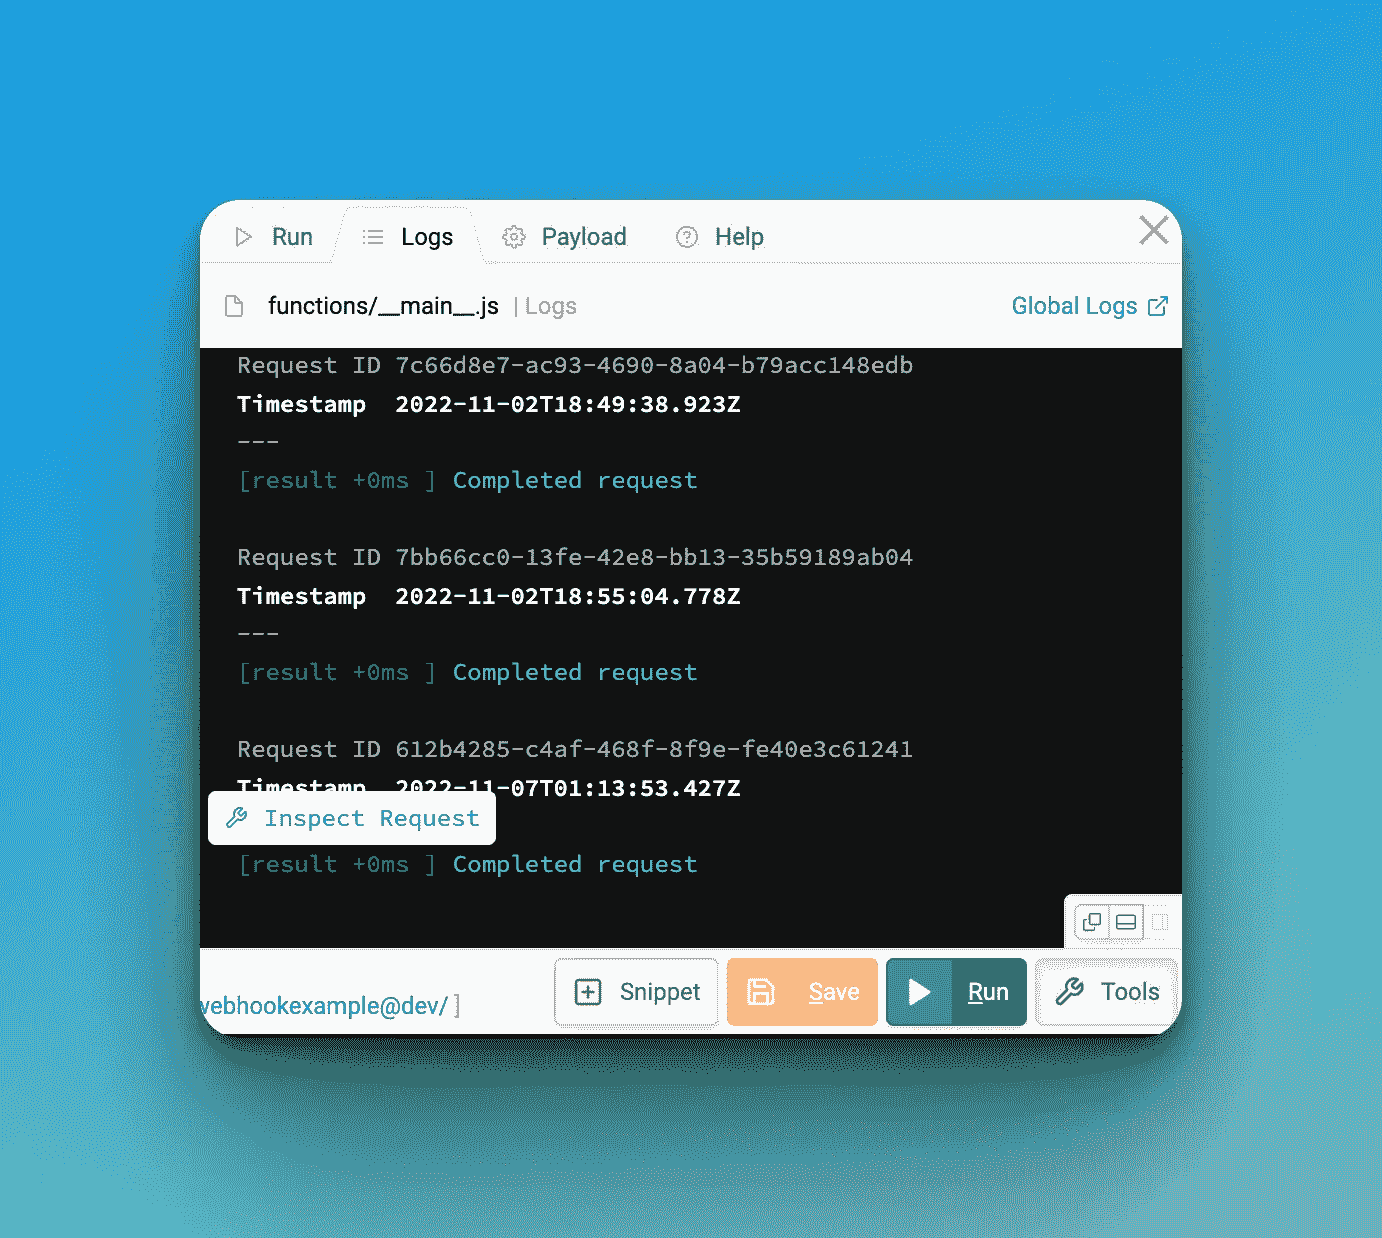 Run Logs Payload Help
functions/__main__.js | Logs Global Logs
Request ID 7c66d8e7-ac93-4690-8a04-b79acc148edb
Timestamp 2022-11-02T18:49:38.923Z
---
[result +0ms ] Completed request
Request ID 7bb66cc0-13fe-42e8-bb13-35b59189ab04
Timestamp 2022-11-02T18:55:04.778Z
---
[result +0ms ] Completed request
Request ID 612b4285-c4af-468f-8f9e-fe40e3c61241
Timestamp 2022-11-07T01:13:53.427Z
Inspect Request
[result +0ms ] Completed request
webhookexample@dev/ ] Snippet Save Run Tools